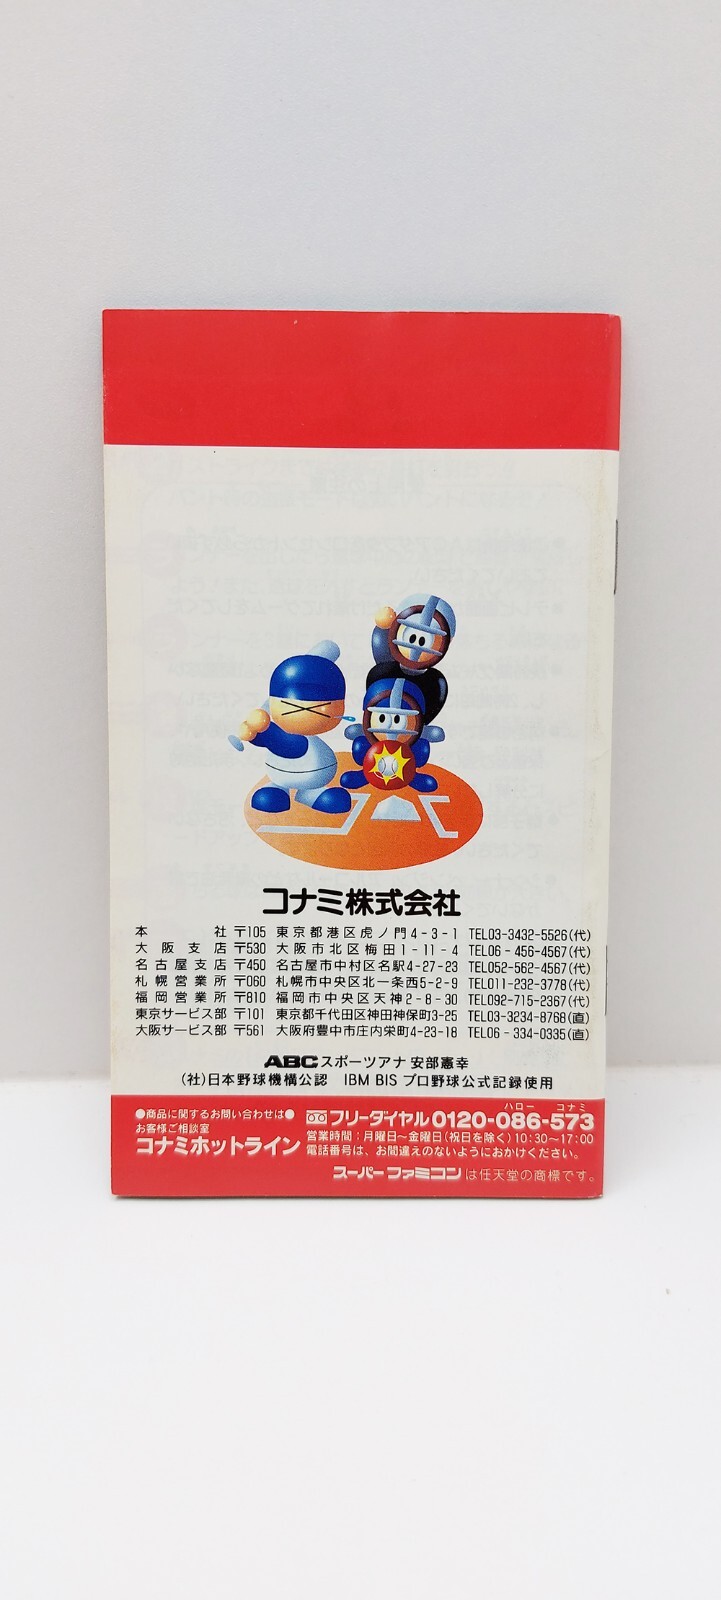 コナミ株式会社
本社 〒105 東京都港区虎ノ門4-3-1 TEL03-3432-5526(代)
大阪支店 〒530 大阪市北区梅田1-11-4 TEL06-456-4567(代)
名古屋支店 〒450 名古屋市中村区名駅4-27-23 TEL052-562-4567(代)
札幌営業所 〒060 札幌市中央区北一条西5-2-9 TEL011-232-3778(代)
福岡営業所 〒810 福岡市中央区天神2-8-30 TEL092-715-2367(代)
東京サービス部 〒101 東京都千代田区神田神保町3-25 TEL03-3234-8768(直)
大阪サービス部 〒561 大阪府豊中市庄内栄町4-23-18 TEL06-334-0335(直)
ABCスポーツアナ 安部憲幸
(社)日本野球機構公認 IBM BIS プロ野球公式記録使用
●商品に関するお問い合わせは●
お客様ご相談室
コナミホットライン
ハロー コナミ
フリーダイヤル0120-086-573
営業時間：月曜日〜金曜日(祝日を除く)10:30〜17:00
電話番号は、お間違えのないようにおかけください。
スーパーファミコンは任天堂の商標です。